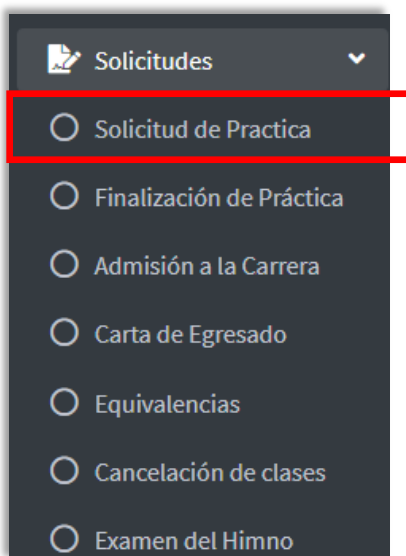 Solicitudes
Solicitud de Practica
Finalización de Práctica
Admisión a la Carrera
Carta de Egresado
Equivalencias
Cancelación de clases
Examen del Himno